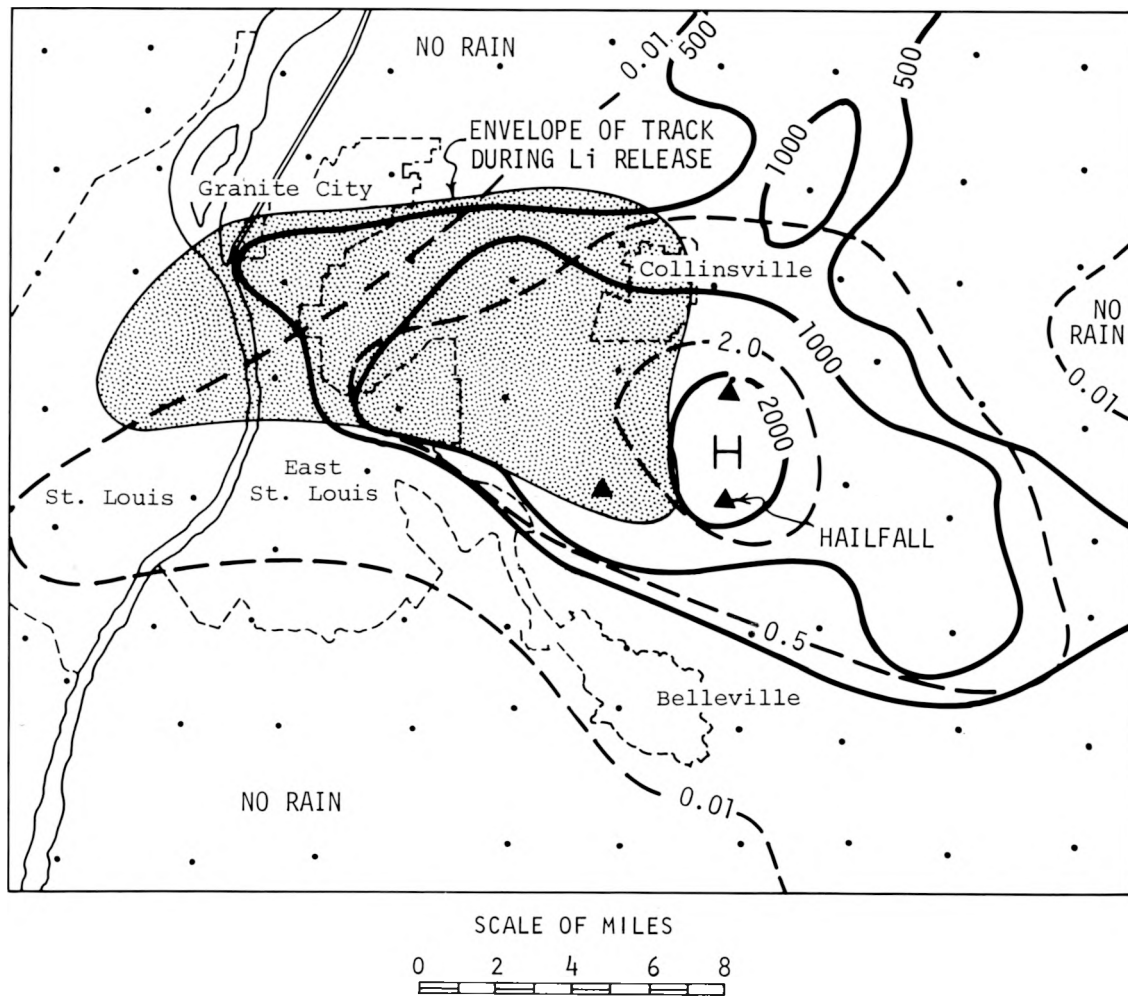 NO RAIN
0.01
500
500
ENVELOPE OF TRACK
DURING Li RELEASE
1000
Granite City
Collinsville
NO
RAIN
2.0
1000
0.01
2000
H
East
St. Louis
St. Louis
HAILFALL
0.5
Belleville
NO RAIN
0.01
SCALE OF MILES
0 2 4 6 8